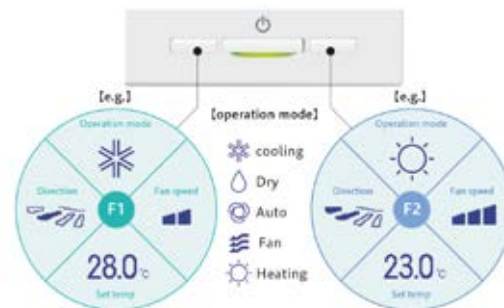 [e.g.]
[e.g.]
[operation mode]
Operation mode
Direction
F1
Fan speed
28.0 °c
Set temp
cooling
Dry
Auto
Fan
Heating
Operation mode
Direction
F2
Fan speed
23.0 °c
Set temp